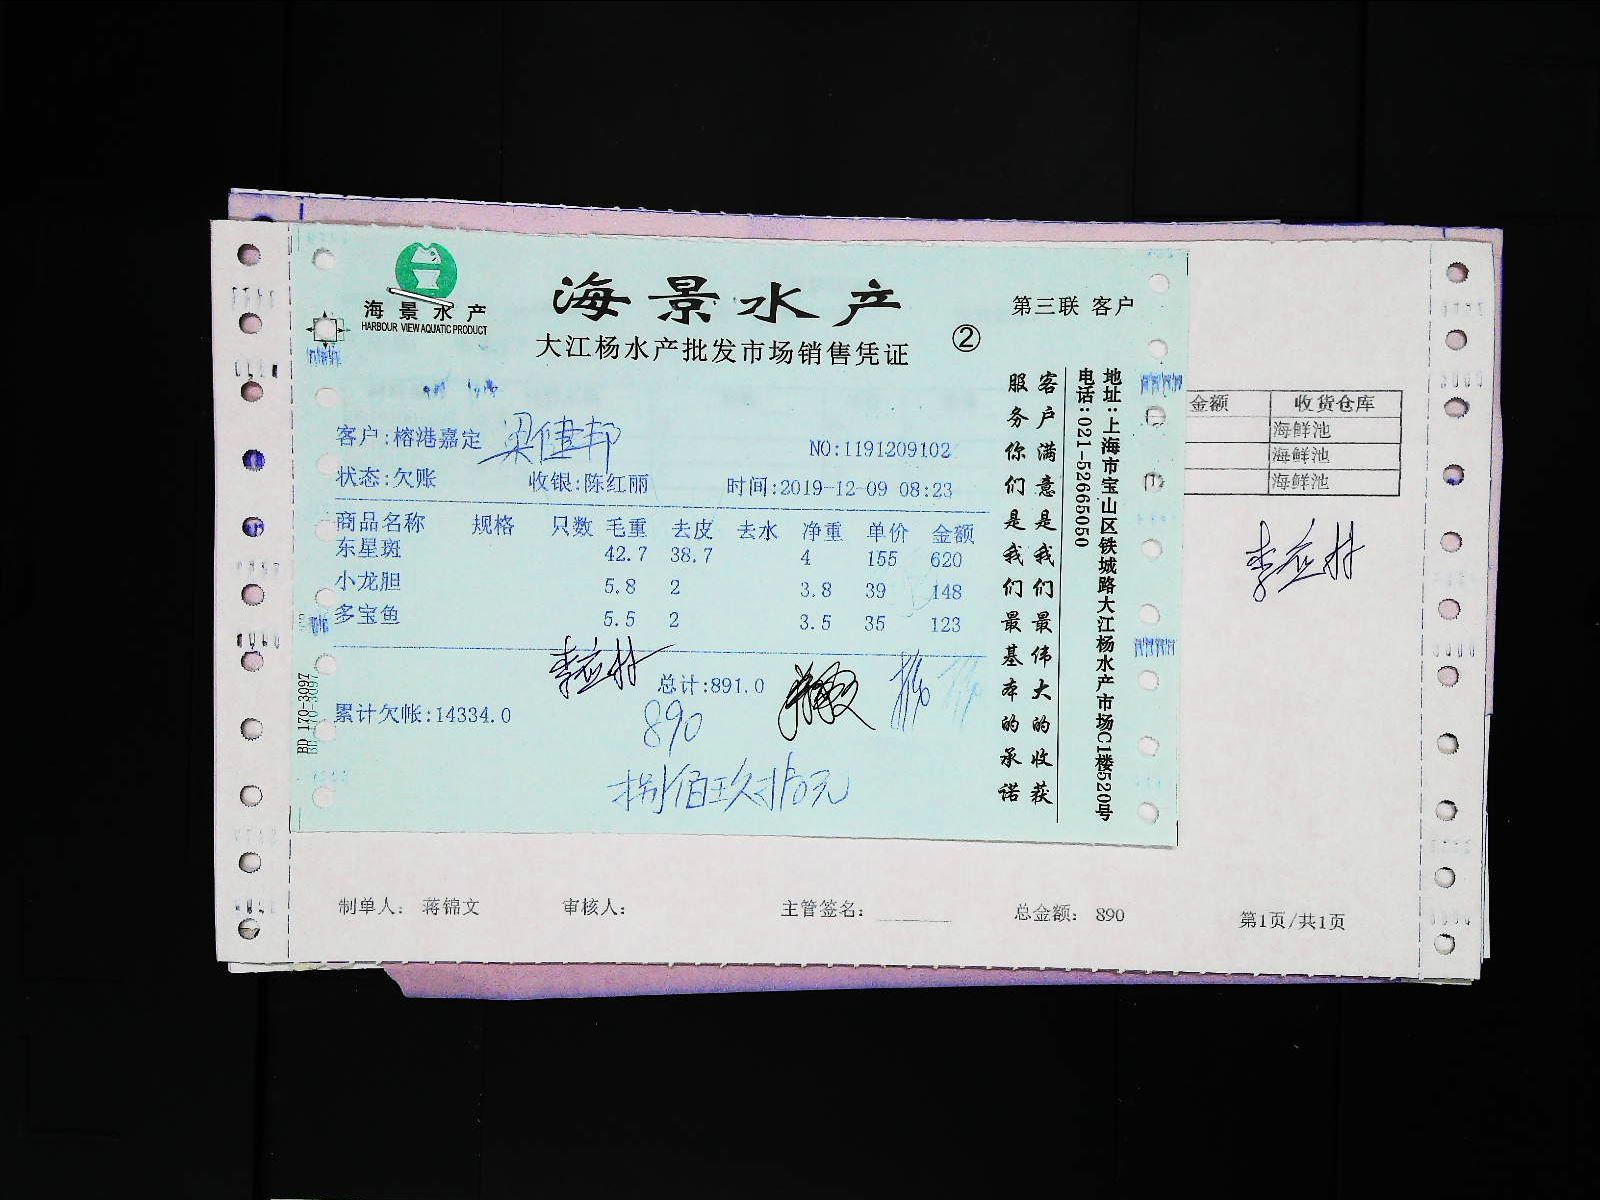 海景水产
HARBOUR VIEW AQUATIC PRODUCT
海景水产
大江杨水产批发市场销售凭证
②
第三联 客户
客户:榕港嘉定 梁健邦
NO:1191209102
状态:欠账 收银:陈红丽 时间:2019-12-09 08:23
商品名称 规格 只数 毛重 去皮 去水 净重 单价 金额
东星斑 42.7 38.7 4 155 620
小龙胆 5.8 2 3.8 39 148
多宝鱼 5.5 2 3.5 35 123
李应林
总计:891.0
累计欠帐:14334.0
890
捌佰玖拾元
客户满意是我们最伟大的收获
服务你们是我们最基本的承诺
地址:上海市宝山区铁城路大江杨水产市场C1楼520号
电话:021-52665050
BD 170-3097
金额 收货仓库
海鲜池
海鲜池
海鲜池
李应林
制单人: 蒋锦文 审核人: 主管签名: 总金额: 890 第1页/共1页